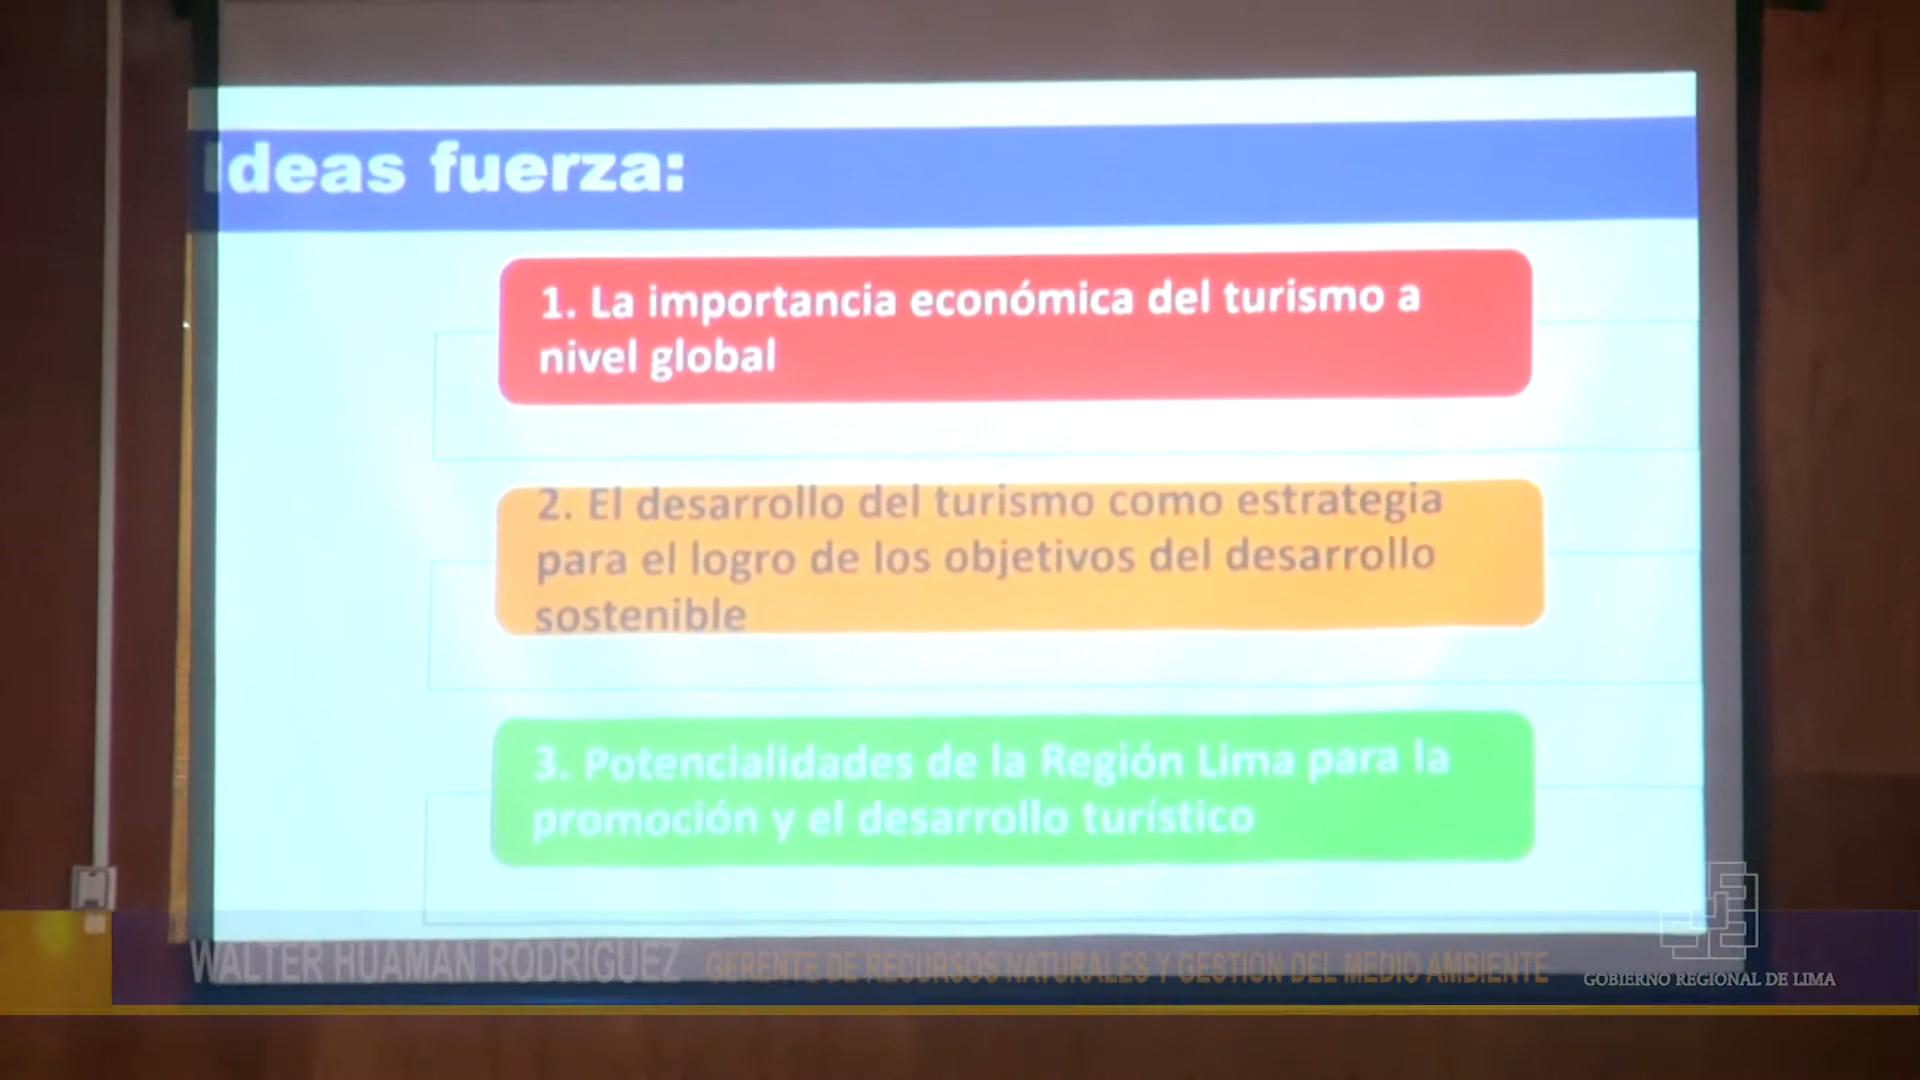 Ideas fuerza:
1. La importancia económica del turismo a
nivel global
2. El desarrollo del turismo como estrategia
para el logro de los objetivos del desarrollo
sostenible
3. Potencialidades de la Región Lima para la
promoción y el desarrollo turístico
WALTER HUAMAN RODRIGUEZ GERENTE DE RECURSOS NATURALES Y GESTIÓN DEL MEDIO AMBIENTE
GOBIERNO REGIONAL DE LIMA